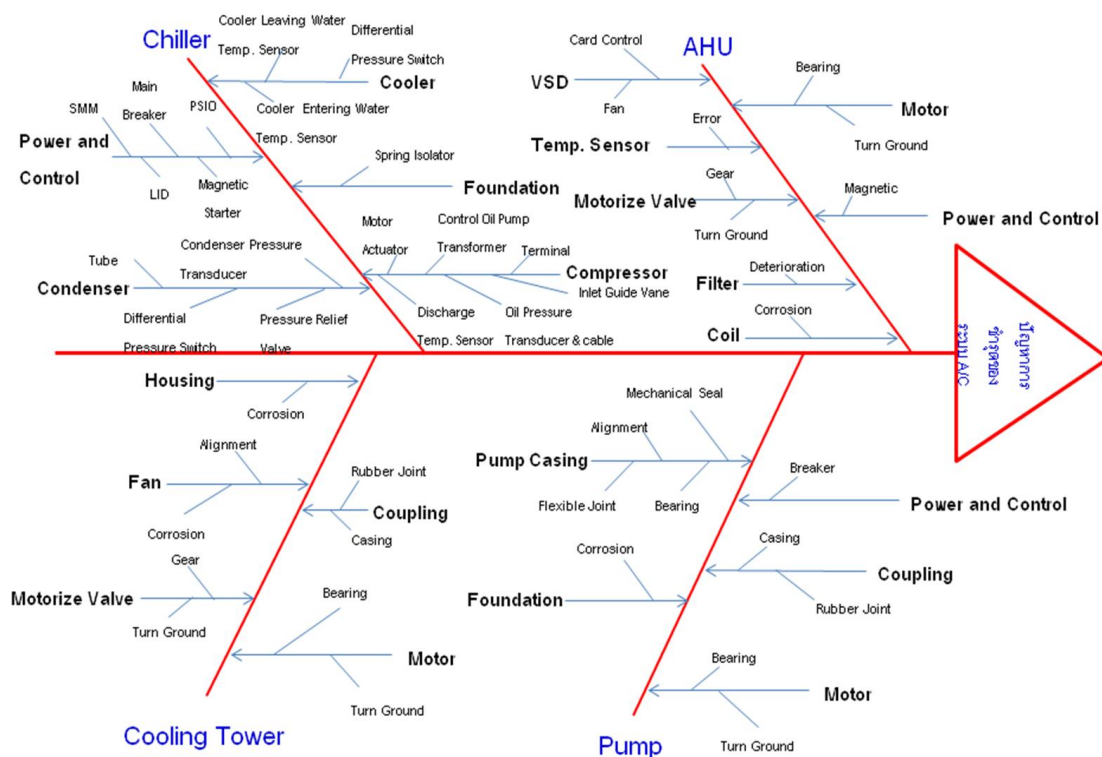 Chiller
Cooler Leaving Water
Temp. Sensor
Differential
Pressure Switch
Cooler
Cooler Entering Water
Temp. Sensor
Main
Breaker
SMM
PSIO
Power and
Control
LID
Magnetic
Starter
Spring Isolator
Foundation
Motor
Actuator
Control Oil Pump
Transformer
Terminal
Compressor
Inlet Guide Vane
Discharge
Temp. Sensor
Oil Pressure
Transducer & cable
Condenser Pressure
Transducer
Tube
Condenser
Differential
Pressure Switch
Pressure Relief
Valve
AHU
Card Control
VSD
Fan
Bearing
Motor
Turn Ground
Error
Temp. Sensor
Gear
Motorize Valve
Turn Ground
Magnetic
Power and Control
Deterioration
Filter
Corrosion
Coil
ปัญหาการ
ชำรุดของ
ระบบ A/C
Housing
Corrosion
Alignment
Fan
Corrosion
Rubber Joint
Coupling
Casing
Gear
Motorize Valve
Turn Ground
Bearing
Motor
Turn Ground
Cooling Tower
Mechanical Seal
Alignment
Pump Casing
Flexible Joint
Bearing
Breaker
Power and Control
Corrosion
Foundation
Casing
Coupling
Rubber Joint
Bearing
Motor
Turn Ground
Pump